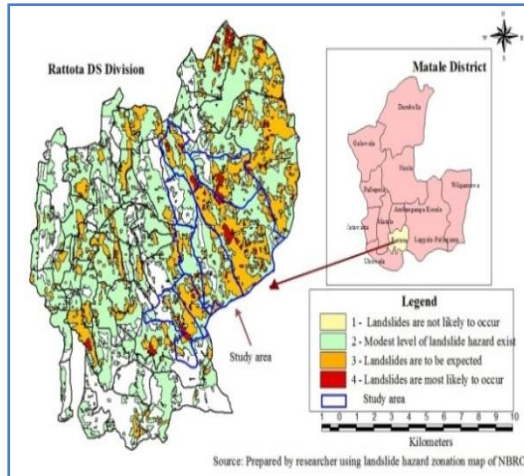 Rattota DS Division
Matale District
Dambulla
Galewela
Naula
Wilgamuwa
Pallepola
Ambanganga Korale
Matale
Yatawatta
Rattota
Laggala-Pallegama
Ukuwela
Study area
Legend
1 - Landslides are not likely to occur
2 - Modest level of landslide hazard exist
3 - Landslides are to be expected
4 - Landslides are most likely to occur
Study area
1 0 1 2 3 4 5 6 7 8 9 10
Kilometers
Source: Prepared by researcher using landslide hazard zonation map of NBRO